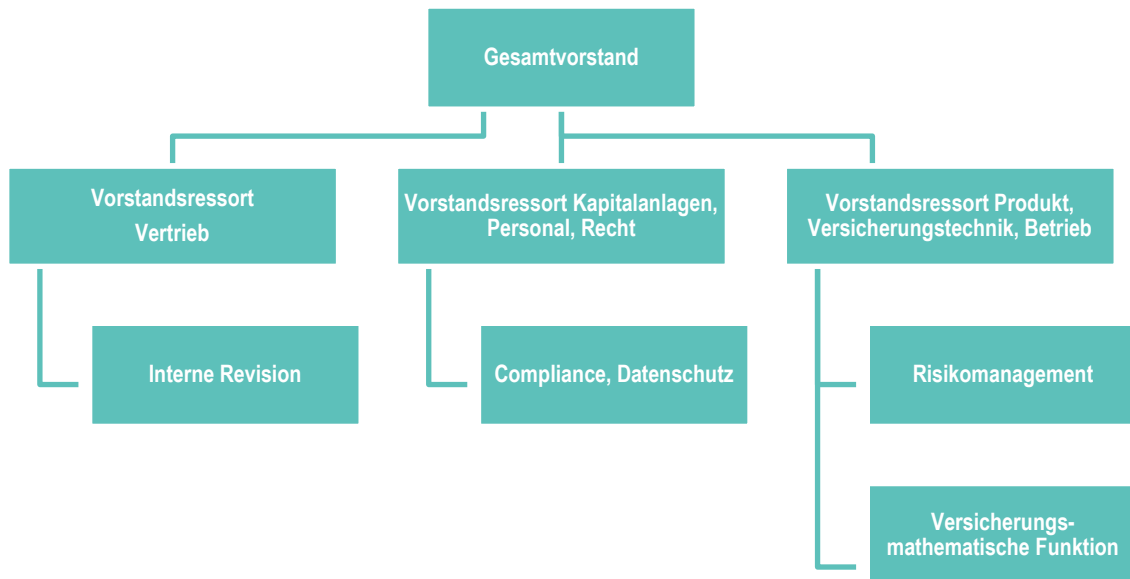 Gesamtvorstand
Vorstandsressort
Vertrieb
Vorstandsressort Kapitalanlagen,
Personal, Recht
Vorstandsressort Produkt,
Versicherungstechnik, Betrieb
Interne Revision
Compliance, Datenschutz
Risikomanagement
Versicherungs-
mathematische Funktion